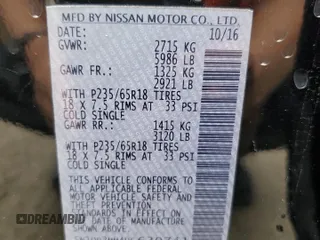 MFD BY NISSAN MOTOR CO., LTD.
DATE: 10/16
GVWR: 2715 KG
5986 LB
GAWR FR.: 1325 KG
2921 LB
WITH P235/65R18 TIRES
18 X 7.5 RIMS AT 33 PSI
COLD SINGLE
GAWR RR.: 1415 KG
3120 LB
WITH P235/65R18 TIRES
18 X 7.5 RIMS AT 33 PSI
COLD SINGLE
THIS VEHICLE CONFORMS TO ALL
APPLICABLE FEDERAL MOTOR
VEHICLE SAFETY AND THEFT
PREVENTION STANDARDS
DREAMBID